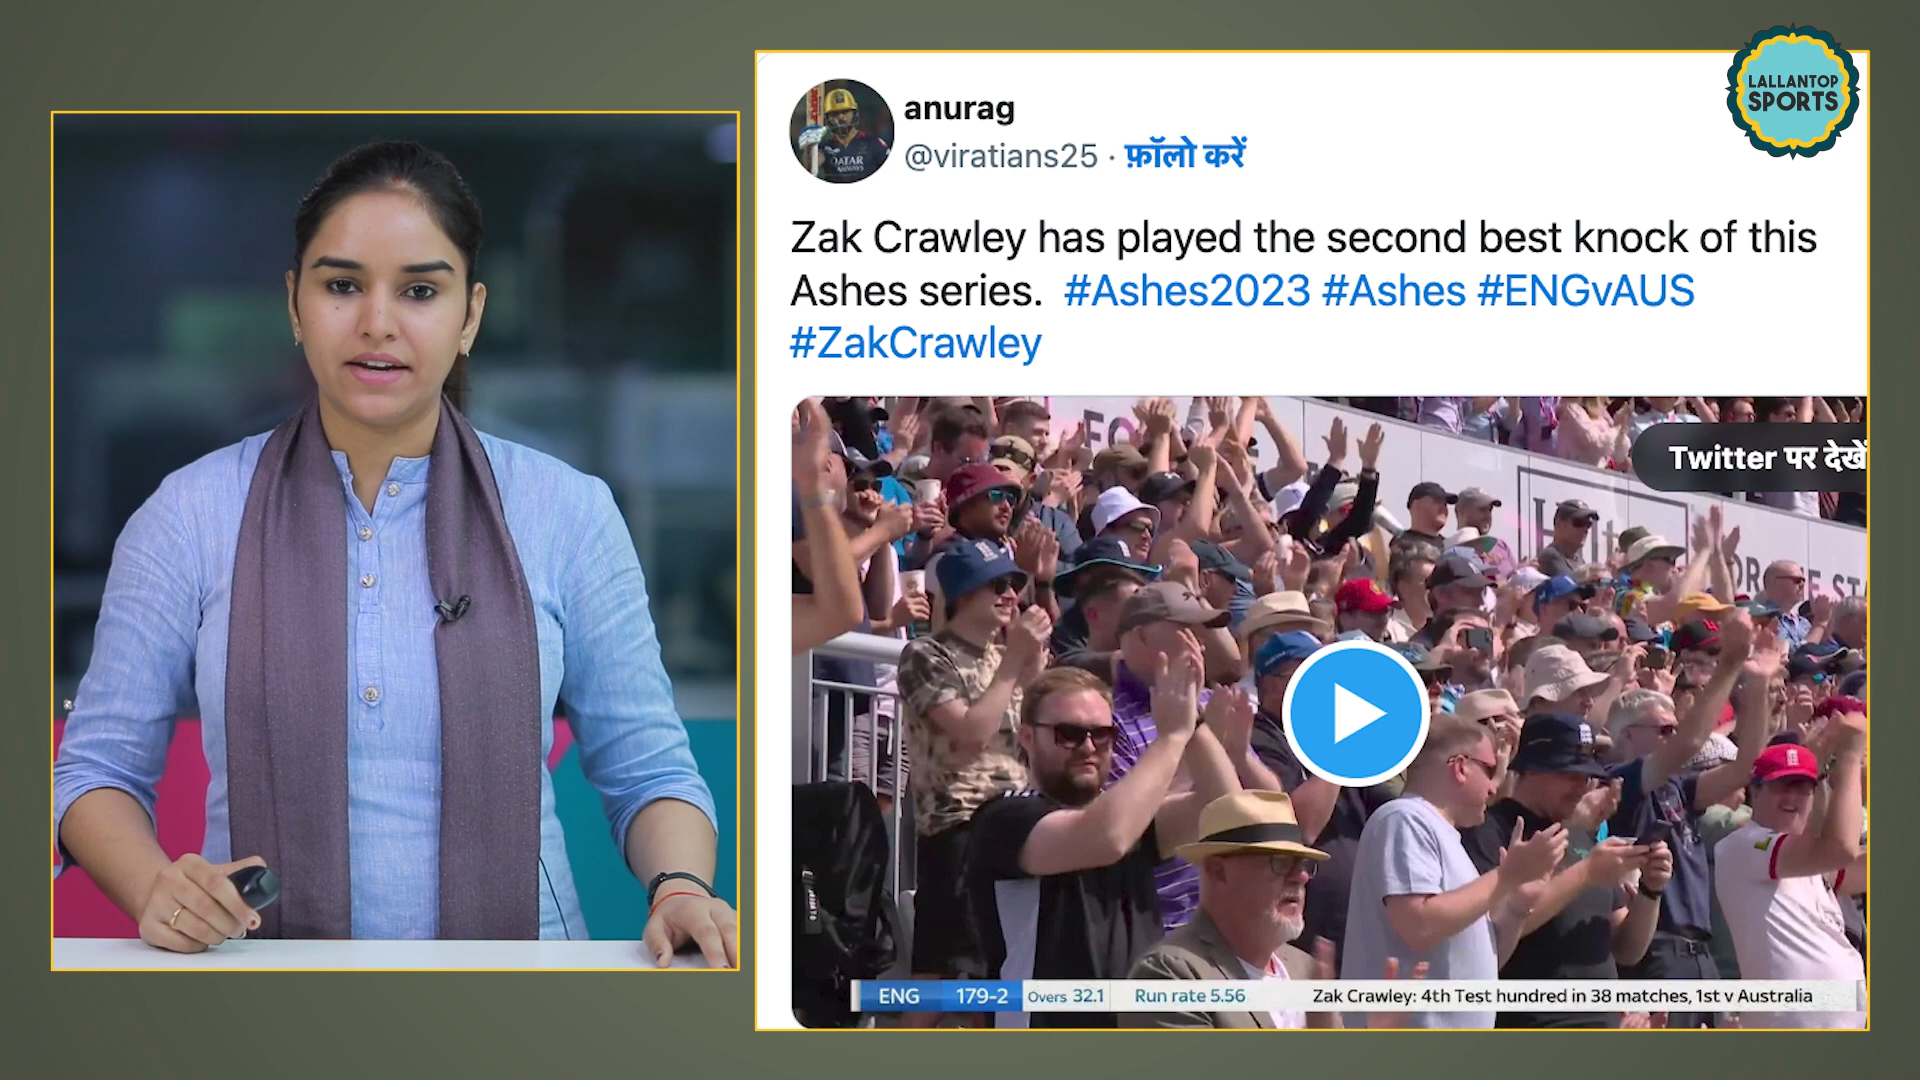 LALLANTOP
SPORTS
anurag
@viratians25 · फ़ॉलो करें
QATAR
AIRWAYS
Zak Crawley has played the second best knock of this
Ashes series. #Ashes2023 #Ashes #ENGvAUS
#ZakCrawley
Twitter पर देखें
ENG 179-2 Overs 32.1 Run rate 5.56 Zak Crawley: 4th Test hundred in 38 matches, 1st v Australia